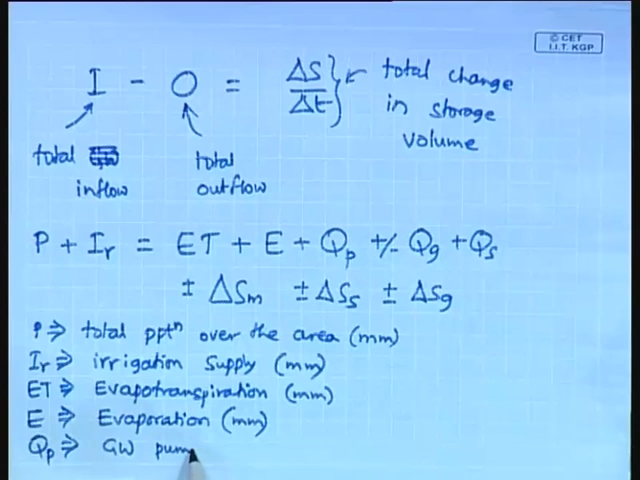 © CET
I.I.T. KGP
I - O = ΔS/Δt } total change
in storage
volume
total inflow
total outflow
P + Ir = ET + E + Qp +/- Qg + Qs
± ΔSm ± ΔSs ± ΔSg
P ⇒ total pptⁿ over the area (mm)
Ir ⇒ irrigation supply (mm)
ET ⇒ Evapotranspiration (mm)
E ⇒ Evaporation (mm)
Qp ⇒ GW pum